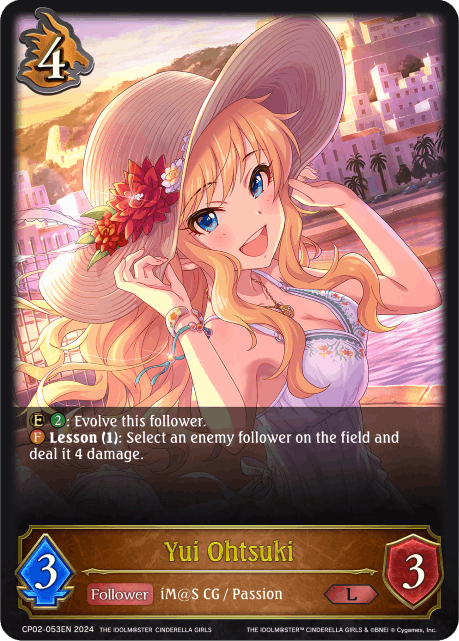 4
E 2: Evolve this follower.
F Lesson (1): Select an enemy follower on the field and
deal it 4 damage.
Yui Ohtsuki
3
Follower iM@S CG / Passion
L
3
CP02-053EN 2024 THE IDOLM@STER CINDERELLA GIRLS THE IDOLM@STER™ CINDERELLA GIRLS & ©BNEI © Cygames, Inc.